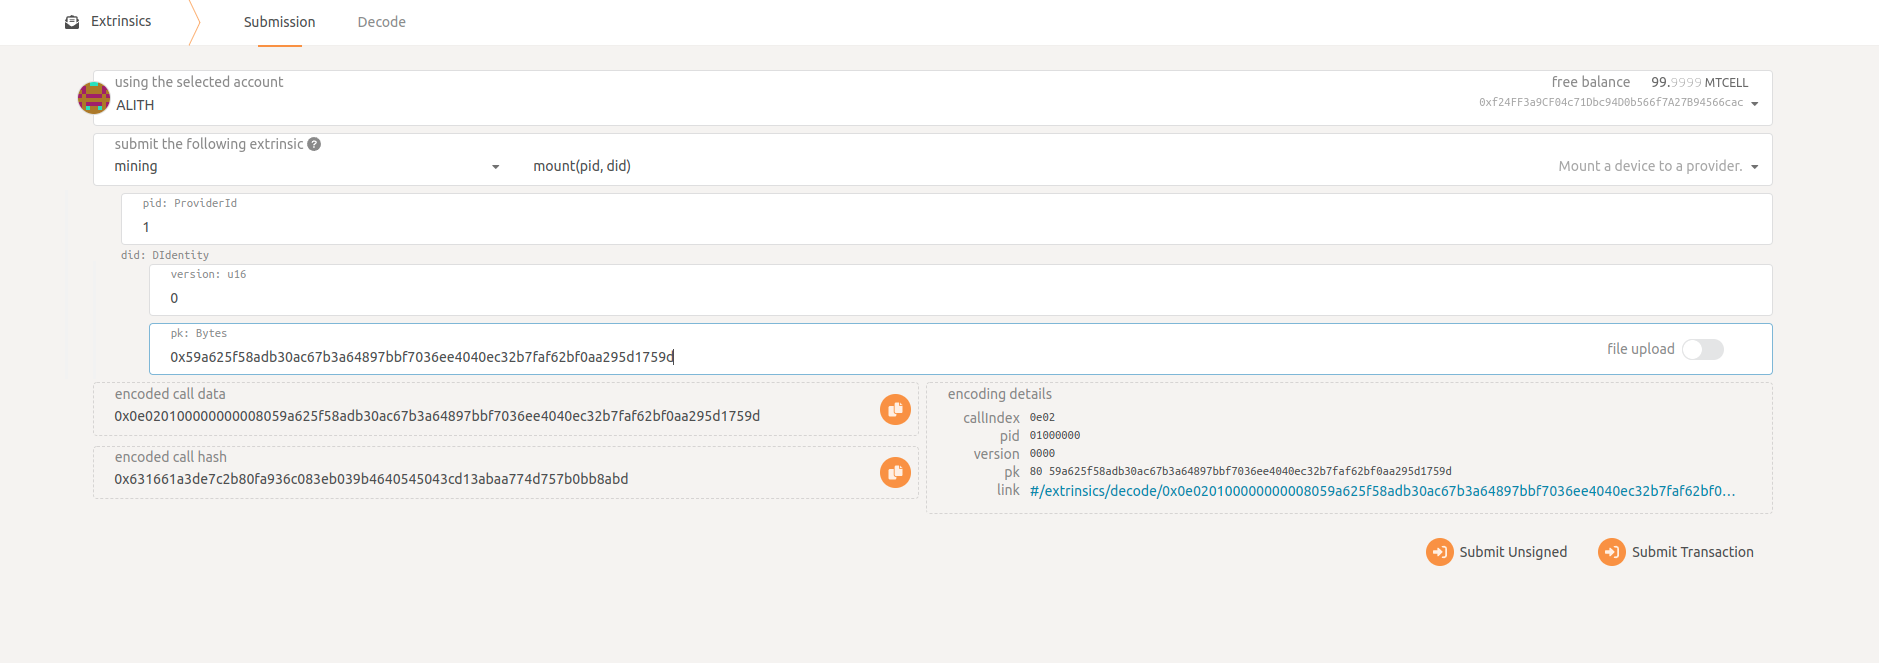 Extrinsics
Submission
Decode
using the selected account
ALITH
free balance 99.9999 MTCELL
0xf24FF3a9CF04c71Dbc94D0b566f7A27B94566cac
submit the following extrinsic ?
mining
mount(pid, did)
Mount a device to a provider.
pid: ProviderId
1
did: DIdentity
version: u16
0
pk: Bytes
0x59a625f58adb30ac67b3a64897bbf7036ee4040ec32b7faf62bf0aa295d1759d
file upload
encoded call data
0x0e020100000000008059a625f58adb30ac67b3a64897bbf7036ee4040ec32b7faf62bf0aa295d1759d
encoded call hash
0x631661a3de7c2b80fa936c083eb039b4640545043cd13abaa774d757b0bb8abd
encoding details
callIndex 0e02
pid 01000000
version 0000
pk 80 59a625f58adb30ac67b3a64897bbf7036ee4040ec32b7faf62bf0aa295d1759d
link #/extrinsics/decode/0x0e020100000000008059a625f58adb30ac67b3a64897bbf7036ee4040ec32b7faf62bf0…
Submit Unsigned
Submit Transaction